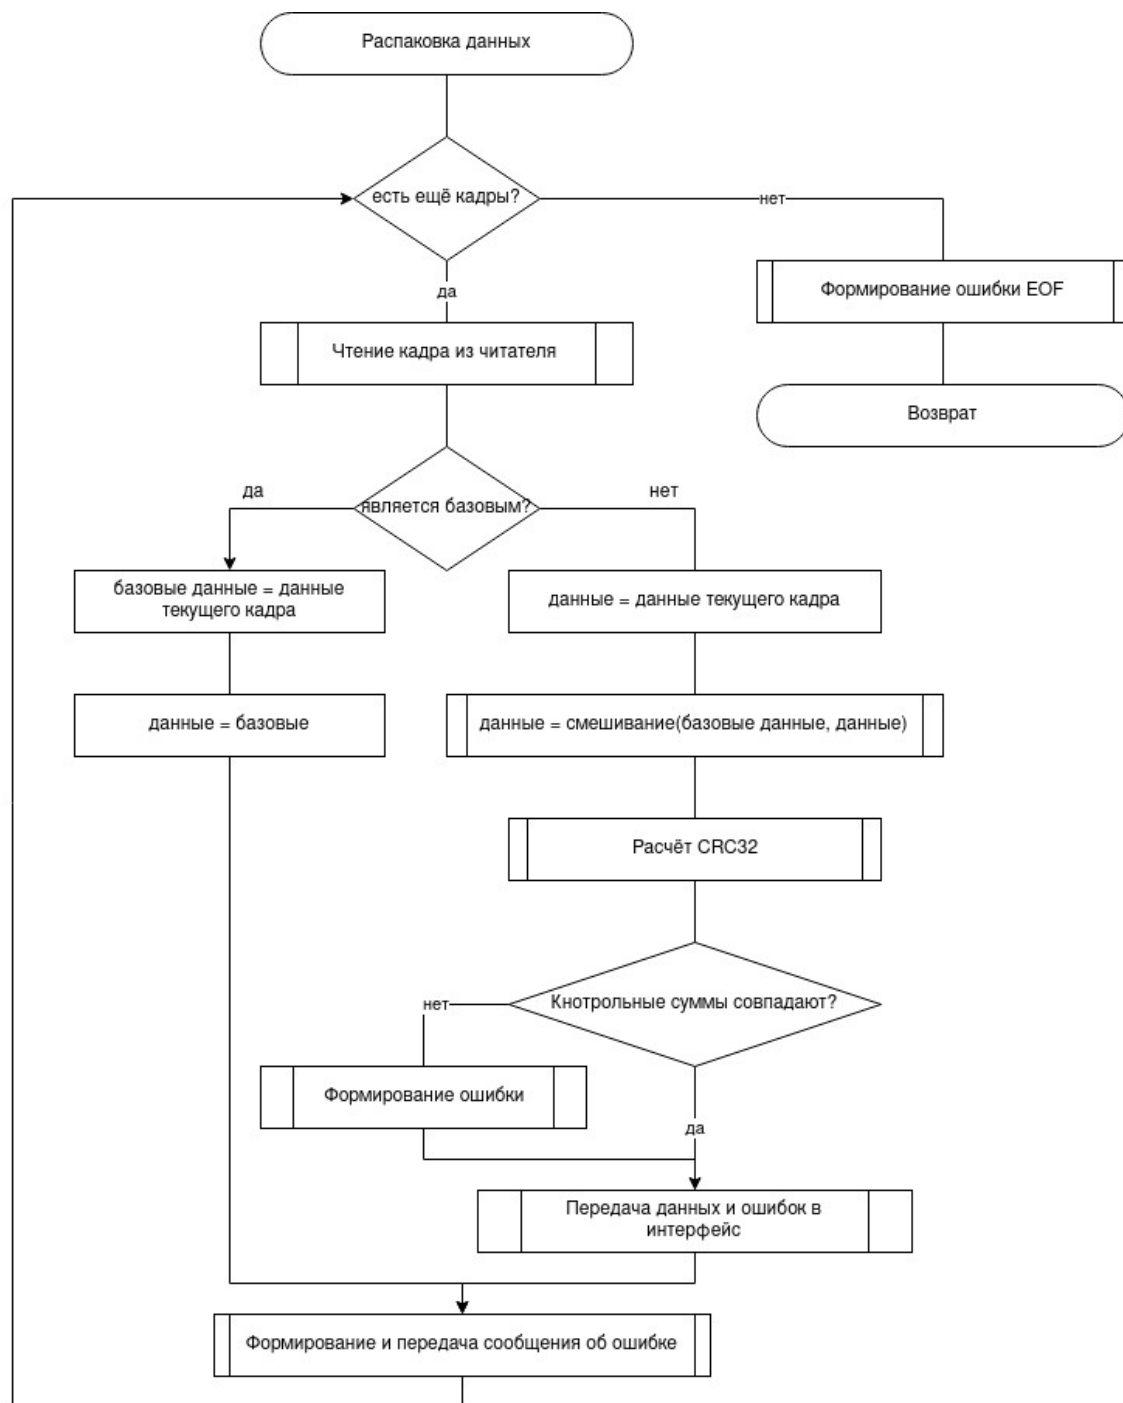 Распаковка данных
есть ещё кадры?
нет
да
Формирование ошибки EOF
Чтение кадра из читателя
Возврат
является базовым?
да
нет
базовые данные = данные
текущего кадра
данные = данные текущего кадра
данные = базовые
данные = смешивание(базовые данные, данные)
Расчёт CRC32
Кнотрольные суммы совпадают?
нет
Формирование ошибки
да
Передача данных и ошибок в
интерфейс
Формирование и передача сообщения об ошибке